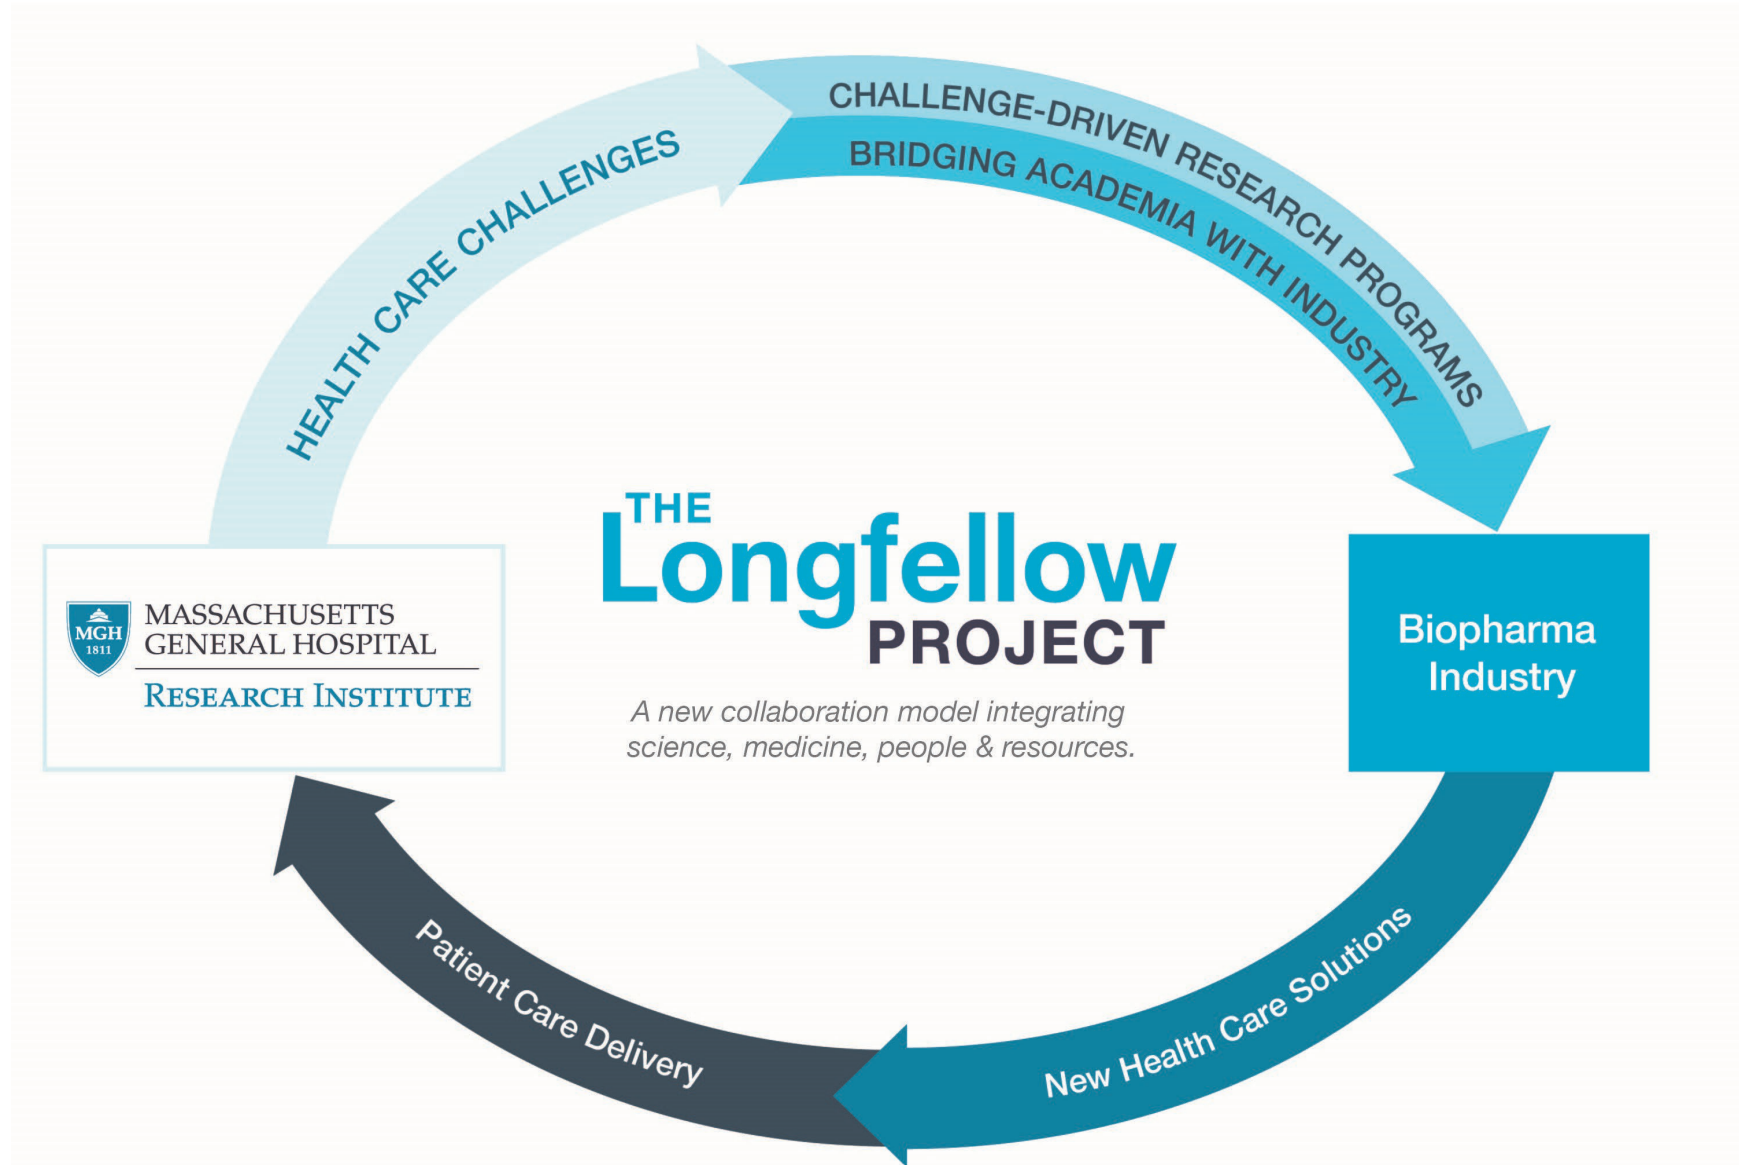 HEALTH CARE CHALLENGES
CHALLENGE-DRIVEN RESEARCH PROGRAMS
BRIDGING ACADEMIA WITH INDUSTRY
THE
Longfellow
PROJECT
A new collaboration model integrating
science, medicine, people & resources.
MGH
1811
MASSACHUSETTS
GENERAL HOSPITAL
RESEARCH INSTITUTE
Biopharma
Industry
New Health Care Solutions
Patient Care Delivery